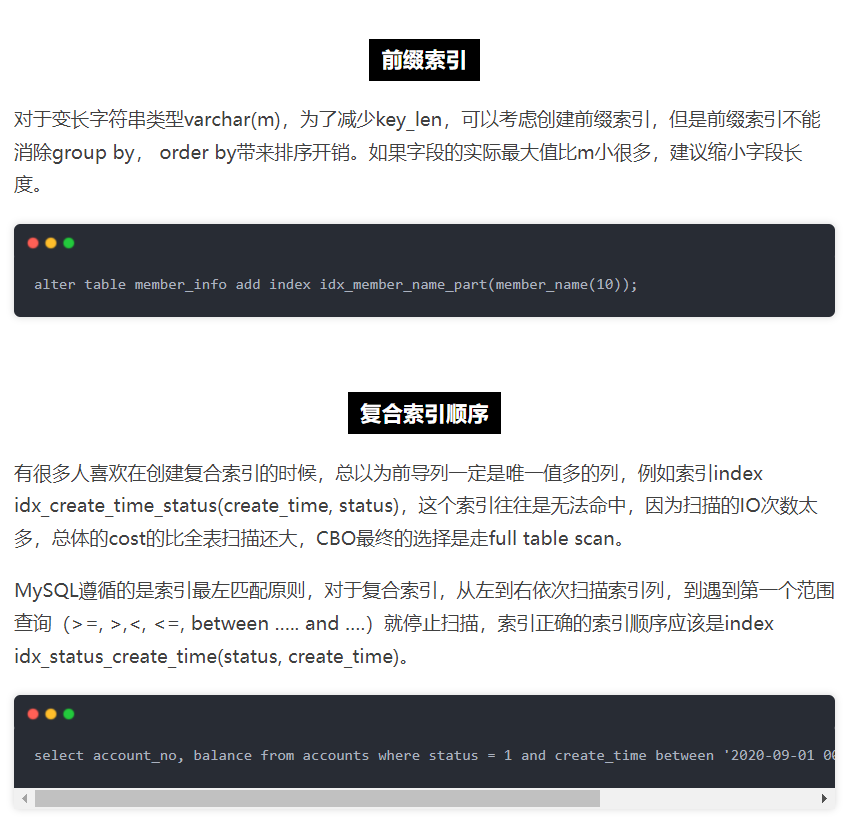 前缀索引
对于变长字符串类型varchar(m)，为了减少key_len，可以考虑创建前缀索引，但是前缀索引不能
消除group by， order by带来排序开销。如果字段的实际最大值比m小很多，建议缩小字段长
度。
alter table member_info add index idx_member_name_part(member_name(10));
复合索引顺序
有很多人喜欢在创建复合索引的时候，总以为前导列一定是唯一值多的列，例如索引index
idx_create_time_status(create_time, status)，这个索引往往是无法命中，因为扫描的IO次数太
多，总体的cost的比全表扫描还大，CBO最终的选择是走full table scan。
MySQL遵循的是索引最左匹配原则，对于复合索引，从左到右依次扫描索引列，到遇到第一个范围
查询（>=, >,<, <=, between ….. and ….）就停止扫描，索引正确的索引顺序应该是index
idx_status_create_time(status, create_time)。
select account_no, balance from accounts where status = 1 and create_time between '2020-09-01 00